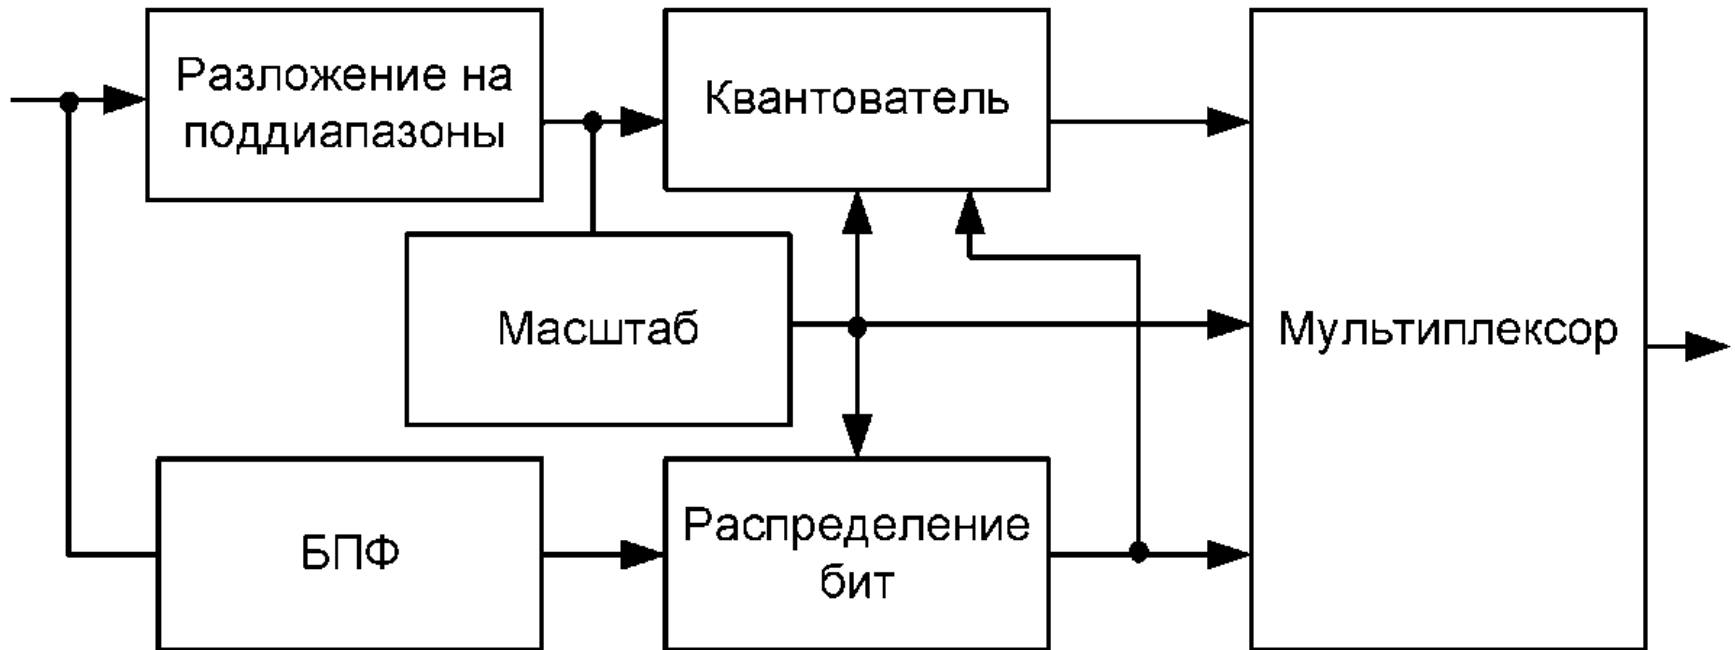 Разложение на
поддиапазоны
Квантователь
Масштаб
Мультиплексор
БПФ
Распределение
бит